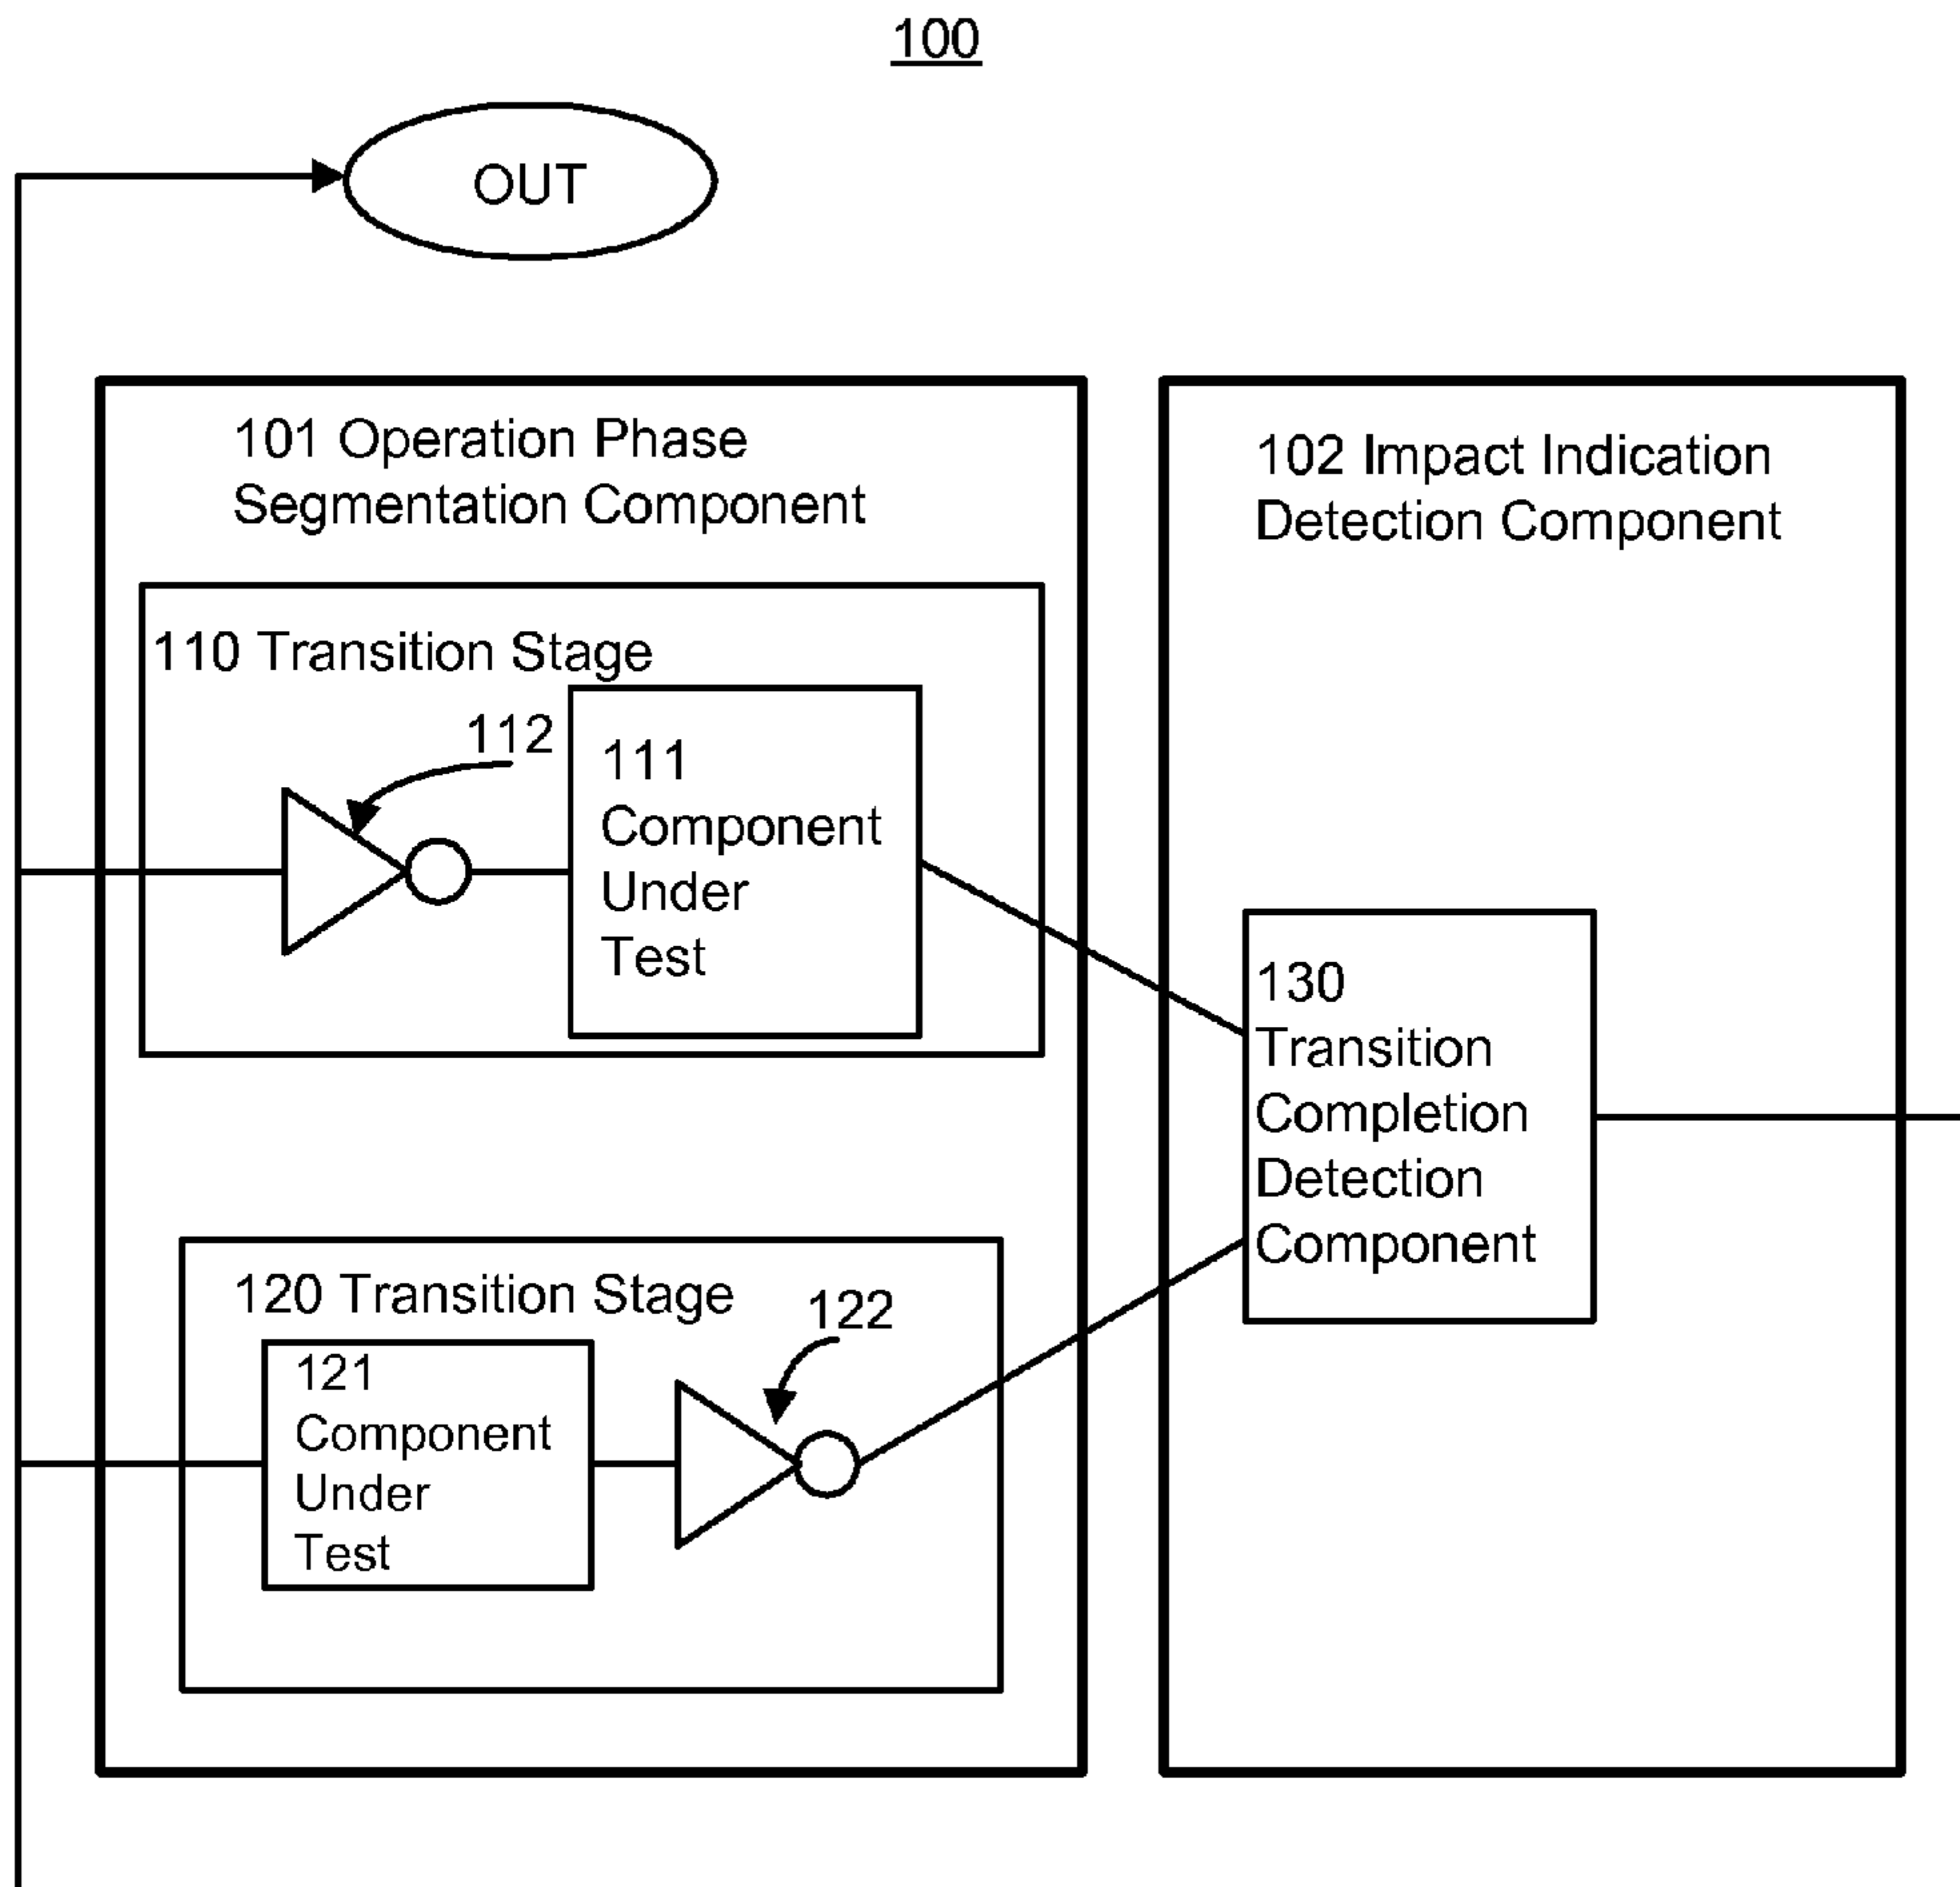 100
OUT
101 Operation Phase
Segmentation Component
102 Impact Indication
Detection Component
110 Transition Stage
112
111
Component
Under
Test
130
Transition
Completion
Detection
Component
120 Transition Stage
122
121
Component
Under
Test